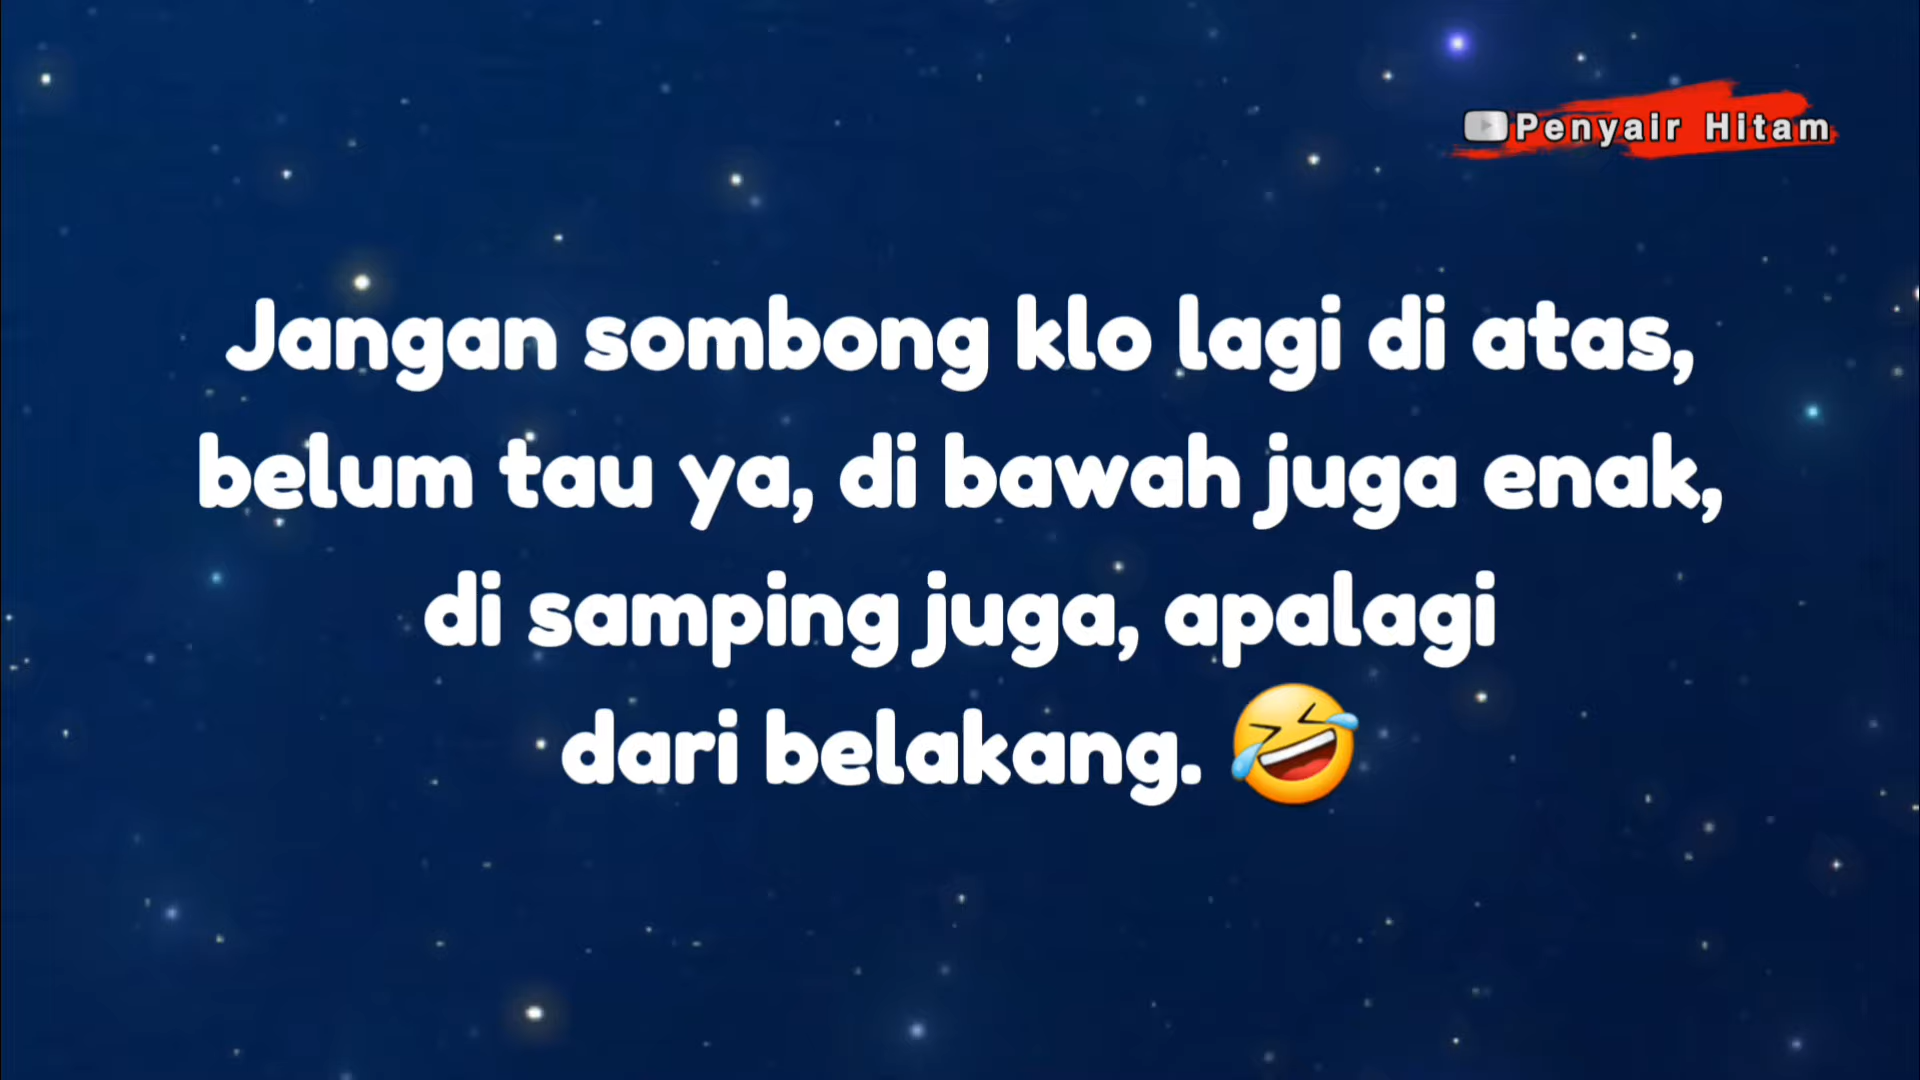 Penyair Hitam
Jangan sombong klo lagi di atas,
belum tau ya, di bawah juga enak,
di samping juga, apalagi
dari belakang. 🤣